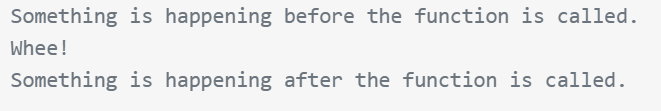 Something is happening before the function is called.
Whee!
Something is happening after the function is called.